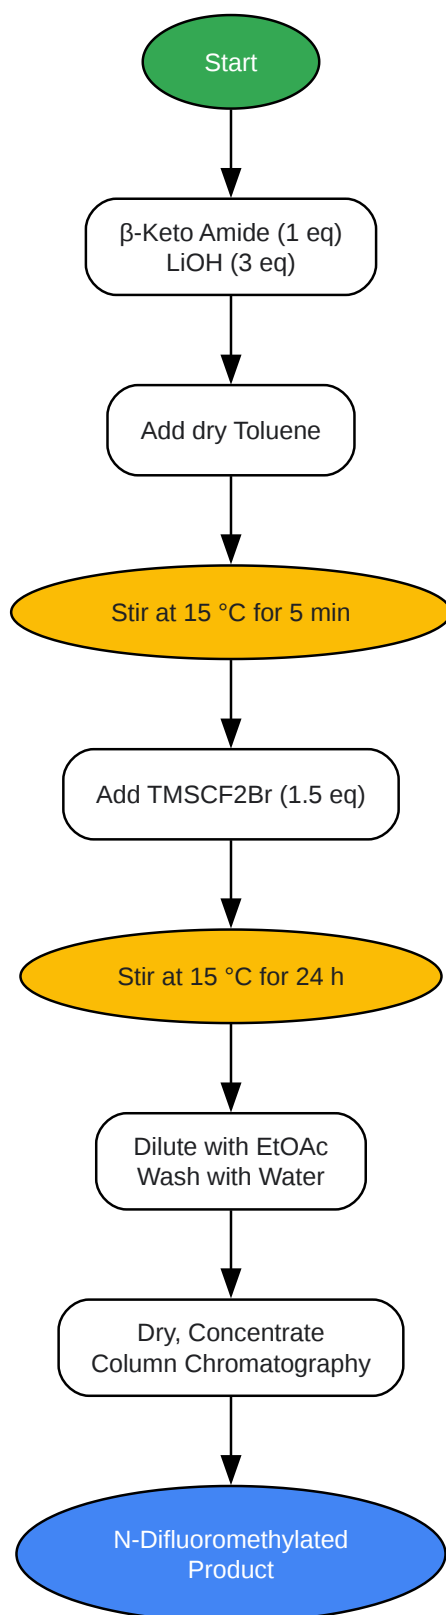 Start
β-Keto Amide (1 eq)
LiOH (3 eq)
Add dry Toluene
Stir at 15 °C for 5 min
Add TMSCF2Br (1.5 eq)
Stir at 15 °C for 24 h
Dilute with EtOAc
Wash with Water
Dry, Concentrate
Column Chromatography
N-Difluoromethylated
Product